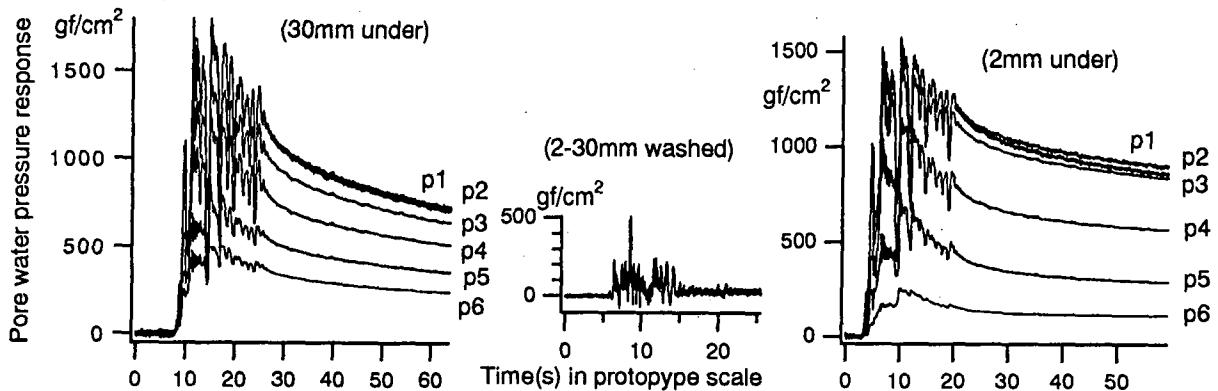 Pore water pressure response
gf/cm²
(30mm under)
1500
1000
500
0
p1
p2
p3
p4
p5
p6
0 10 20 30 40 50 60
(2-30mm washed)
gf/cm²
500
0
0 10 20
Time(s) in protopype scale
(2mm under)
1500
gf/cm²
1000
500
0
p1
p2
p3
p4
p5
p6
0 10 20 30 40 50